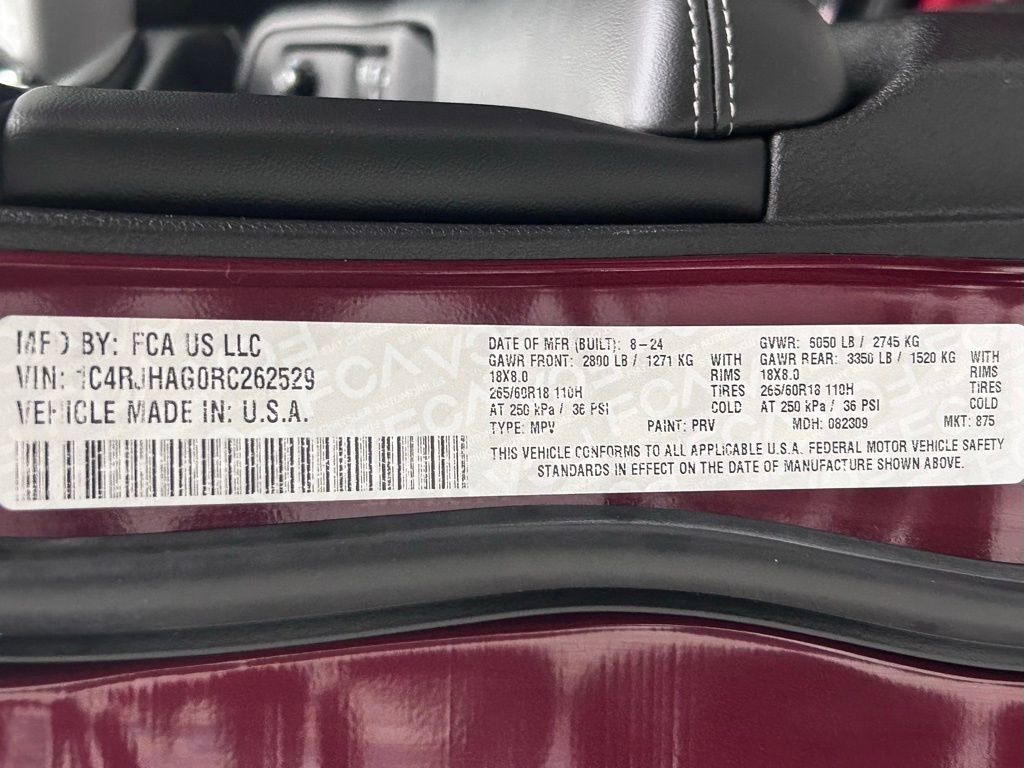 MFD BY: FCA US LLC
VIN: 1C4RJHAG0RC262529
VEHICLE MADE IN: U.S.A.
DATE OF MFR (BUILT): 8-24 GVWR: 6050 LB / 2745 KG
GAWR FRONT: 2800 LB / 1271 KG WITH GAWR REAR: 3350 LB / 1520 KG WITH
18X8.0 RIMS 18X8.0 RIMS
265/60R18 110H TIRES 265/60R18 110H TIRES
AT 250 kPa / 36 PSI COLD AT 250 kPa / 36 PSI COLD
TYPE: MPV PAINT: PRV MDH: 082309 MKT: 875
THIS VEHICLE CONFORMS TO ALL APPLICABLE U.S.A. FEDERAL MOTOR VEHICLE SAFETY
STANDARDS IN EFFECT ON THE DATE OF MANUFACTURE SHOWN ABOVE.